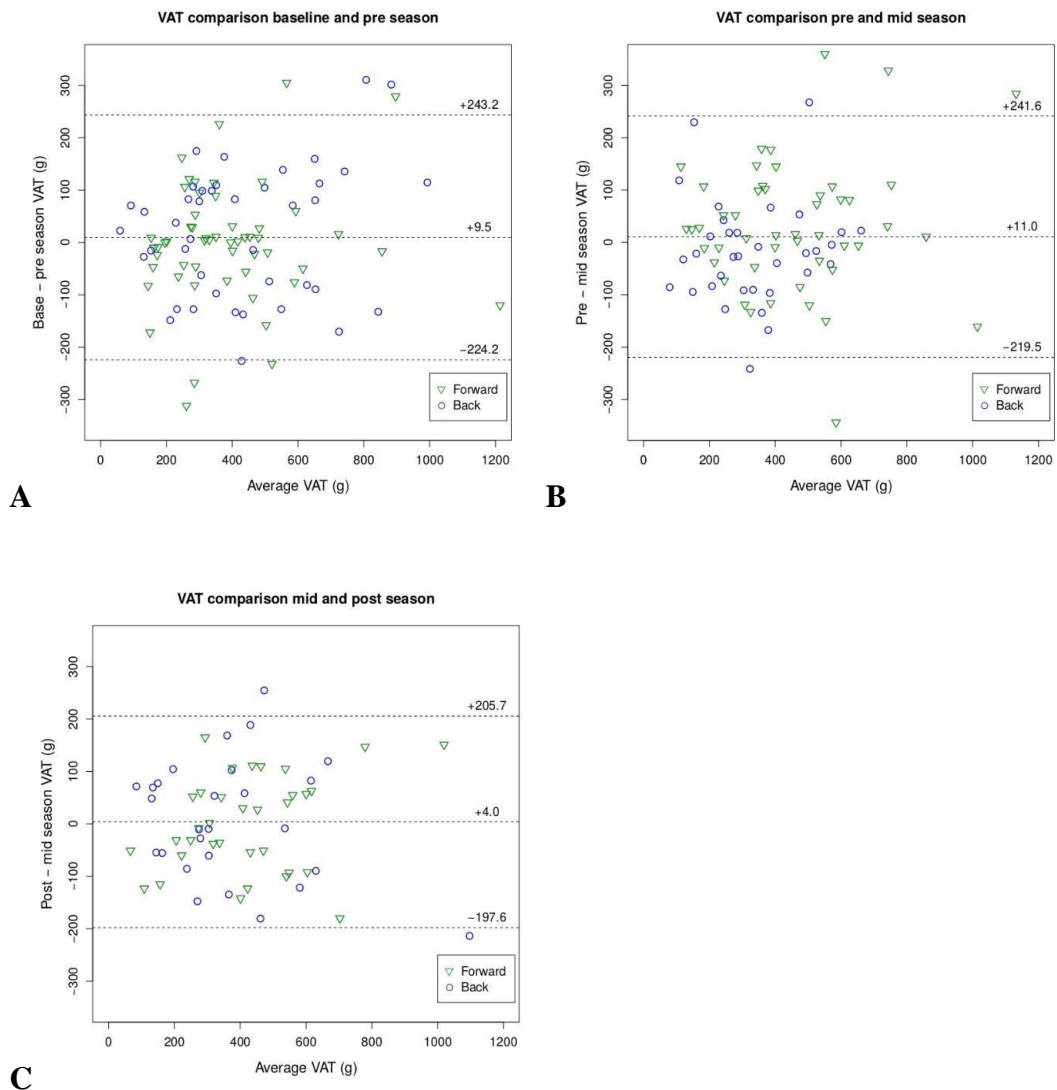 VAT comparison baseline and pre season
Base − pre season VAT (g)
300
200
100
0
−100
−200
−300
+243.2
+9.5
−224.2
Forward
Back
0 200 400 600 800 1000 1200
Average VAT (g)
A
VAT comparison pre and mid season
Pre − mid season VAT (g)
300
200
100
0
−100
−200
−300
+241.6
+11.0
−219.5
Forward
Back
0 200 400 600 800 1000 1200
Average VAT (g)
B
VAT comparison mid and post season
Post − mid season VAT (g)
300
200
100
0
−100
−200
−300
+205.7
+4.0
−197.6
Forward
Back
0 200 400 600 800 1000 1200
Average VAT (g)
C